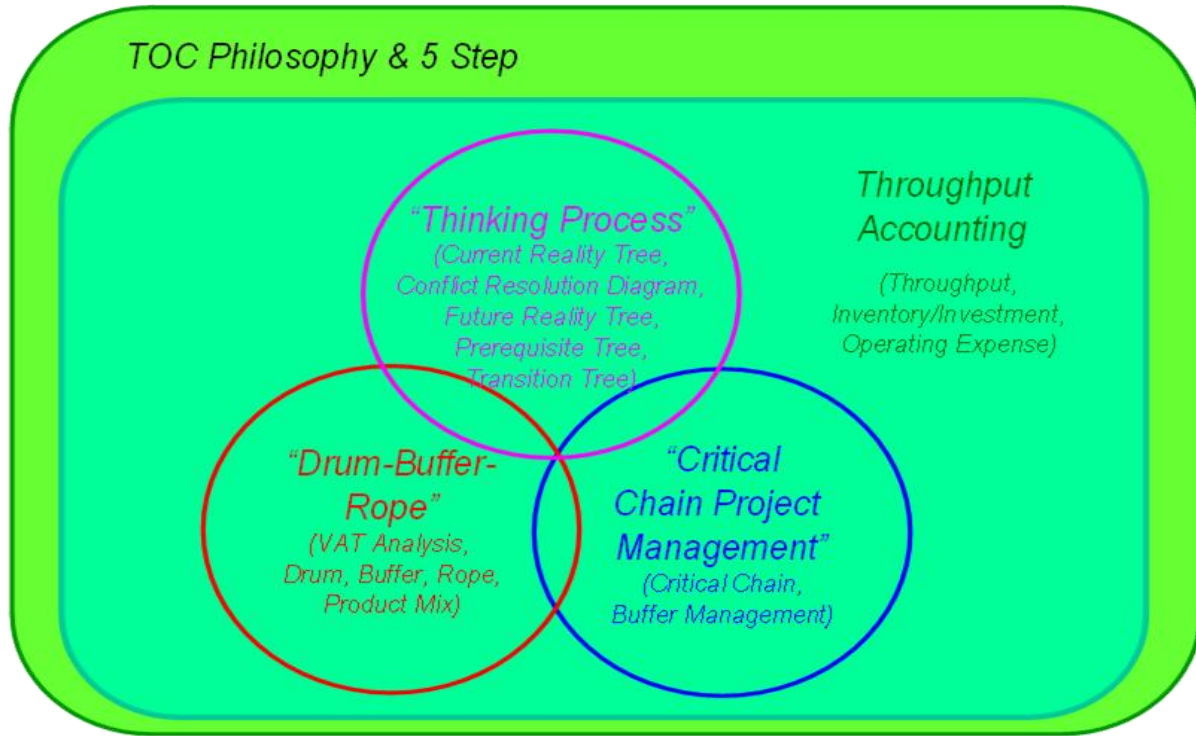 TOC Philosophy & 5 Step
"Thinking Process"
(Current Reality Tree,
Conflict Resolution Diagram,
Future Reality Tree,
Prerequisite Tree,
Transition Tree)
Throughput
Accounting
(Throughput,
Inventory/Investment,
Operating Expense)
"Drum-Buffer-
Rope"
(VAT Analysis,
Drum, Buffer, Rope,
Product Mix)
"Critical
Chain Project
Management"
(Critical Chain,
Buffer Management)